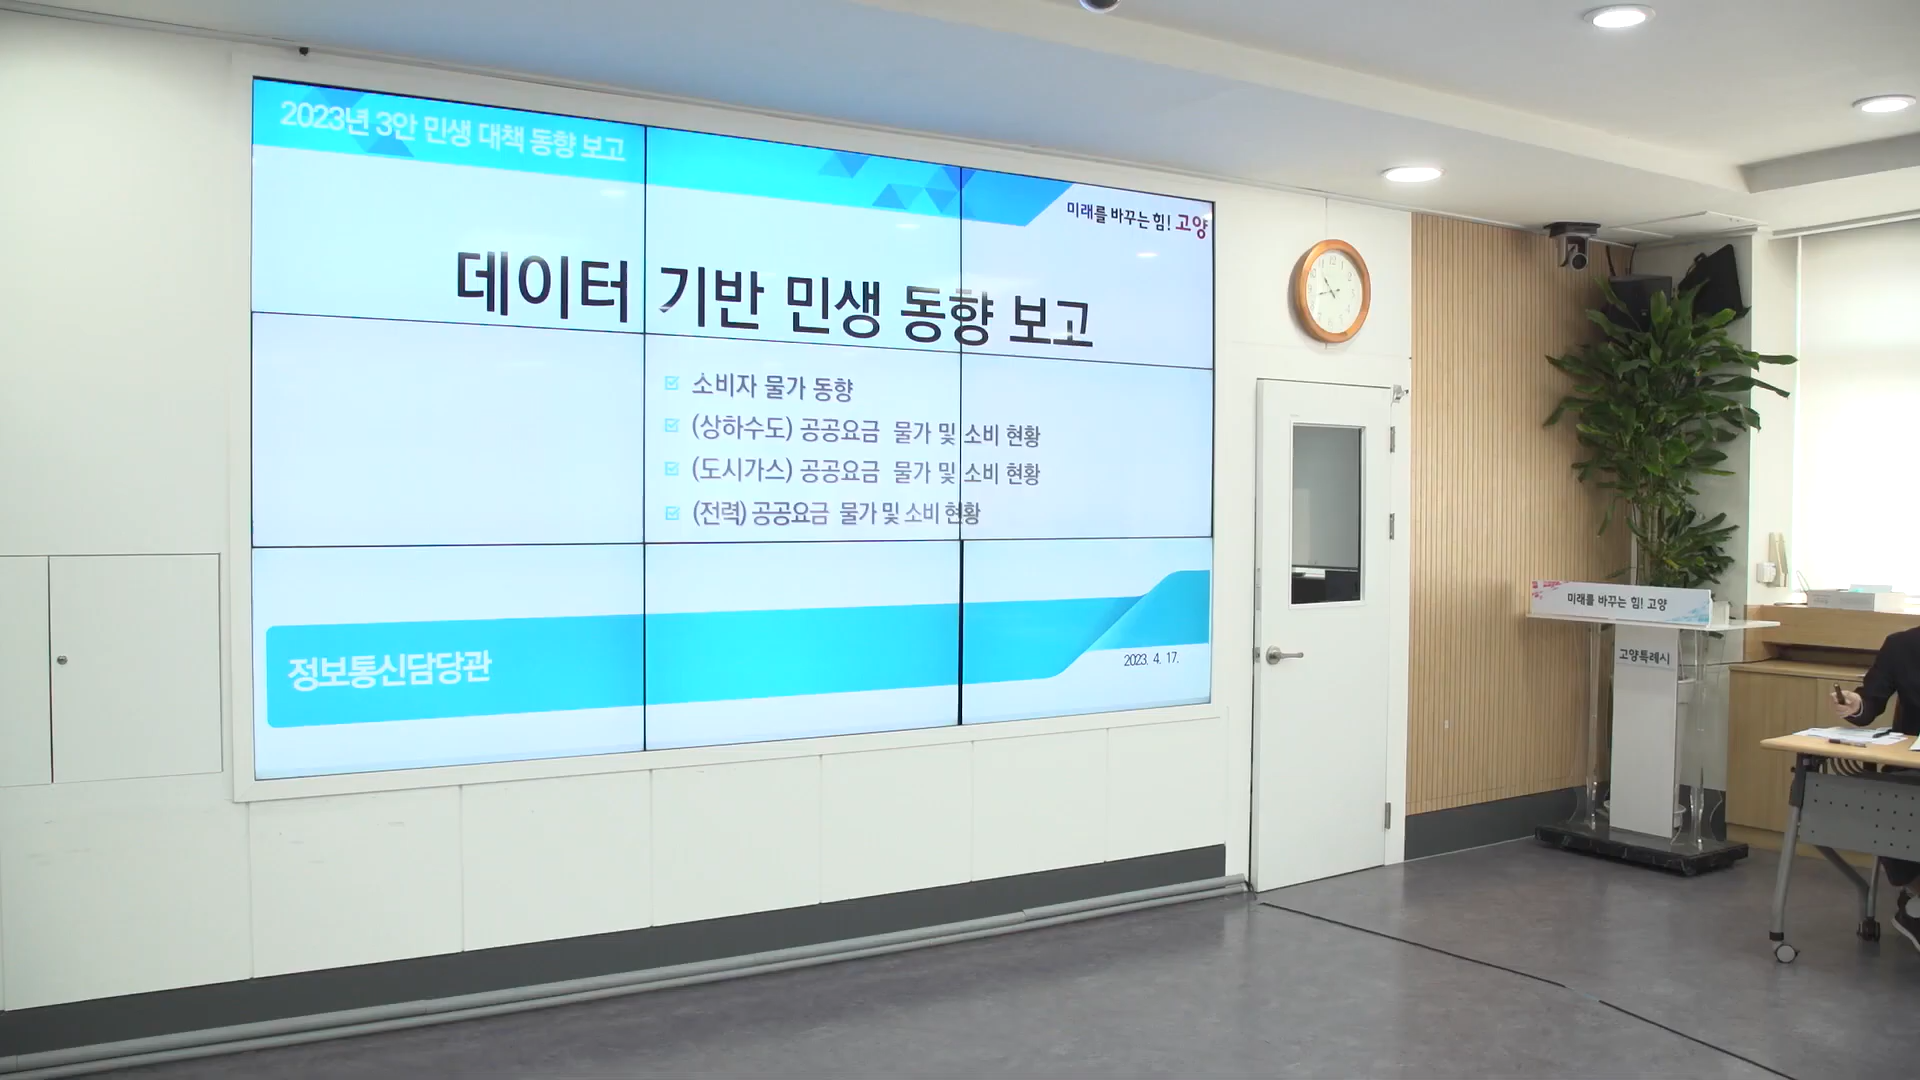 2023년 3안 민생 대책 동향 보고
미래를 바꾸는 힘! 고양
데이터 기반 민생 동향 보고
소비자 물가 동향
(상하수도) 공공요금 물가 및 소비 현황
(도시가스) 공공요금 물가 및 소비 현황
(전력) 공공요금 물가 및 소비 현황
정보통신담당관
2023. 4. 17.
미래를 바꾸는 힘! 고양
고양특례시